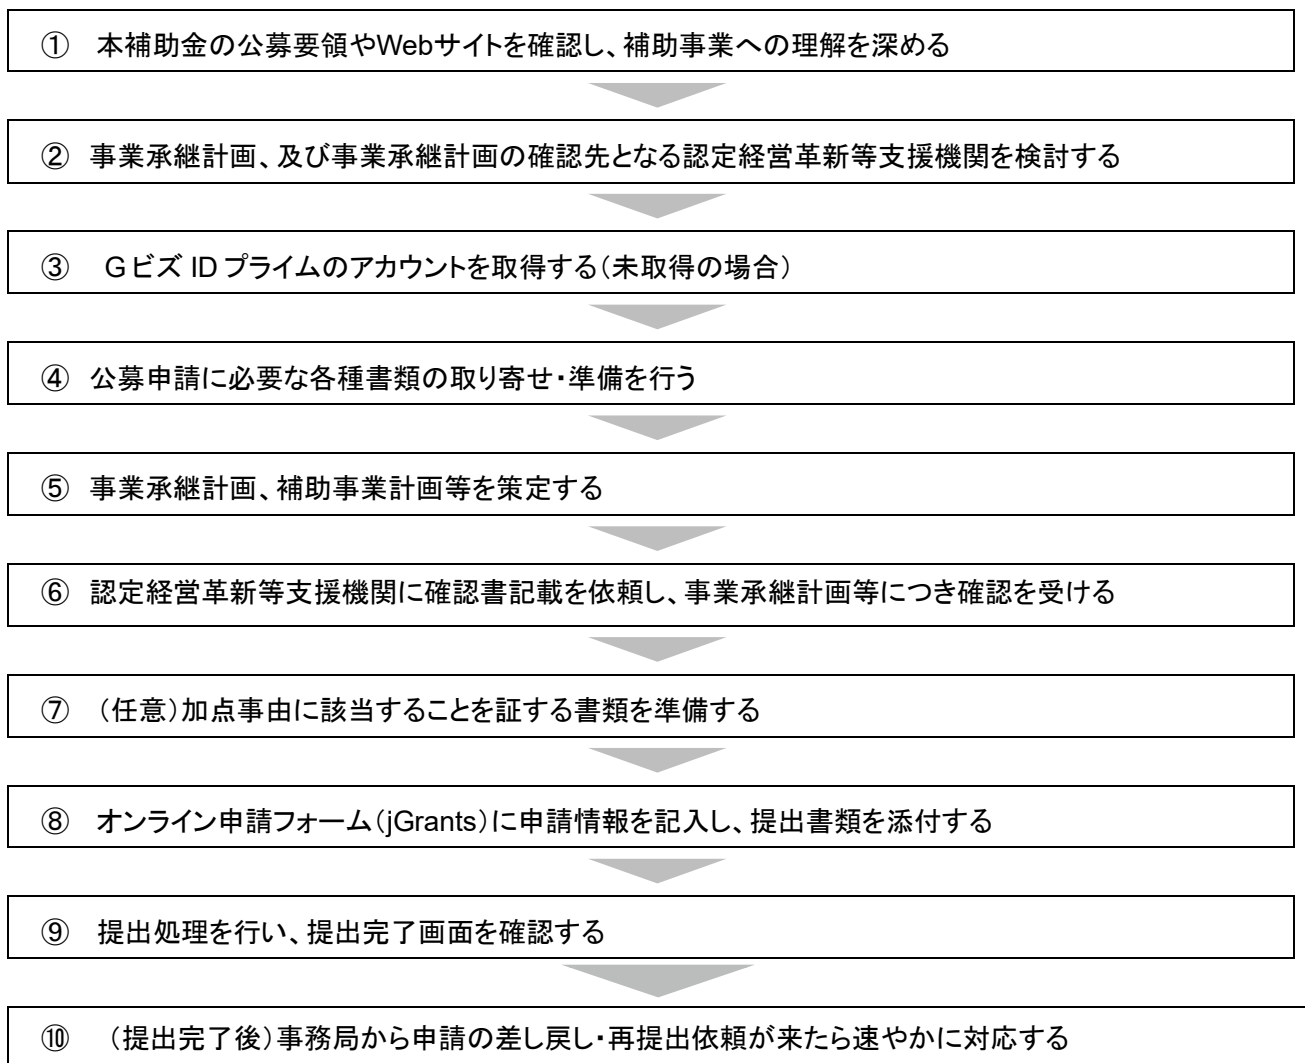 ① 本補助金の公募要領やWebサイトを確認し、補助事業への理解を深める
② 事業承継計画、及び事業承継計画の確認先となる認定経営革新等支援機関を検討する
③ GビズIDプライムのアカウントを取得する(未取得の場合)
④ 公募申請に必要な各種書類の取り寄せ・準備を行う
⑤ 事業承継計画、補助事業計画等を策定する
⑥ 認定経営革新等支援機関に確認書記載を依頼し、事業承継計画等につき確認を受ける
⑦ (任意)加点事由に該当することを証する書類を準備する
⑧ オンライン申請フォーム(jGrants)に申請情報を記入し、提出書類を添付する
⑨ 提出処理を行い、提出完了画面を確認する
⑩ (提出完了後)事務局から申請の差し戻し・再提出依頼が来たら速やかに対応する